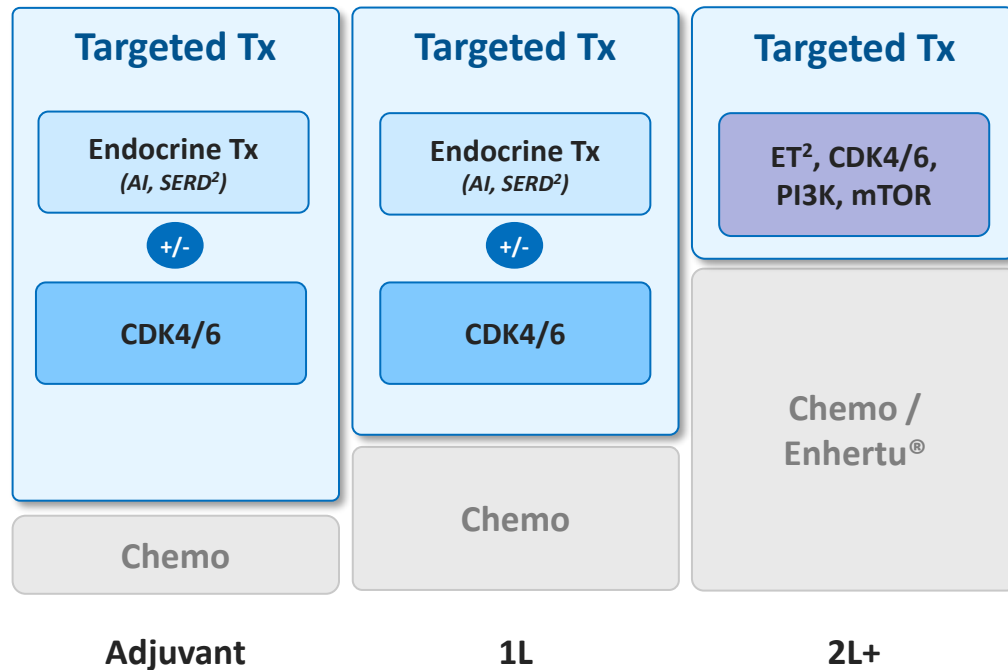 Targeted Tx
Endocrine Tx
(AI, SERD²)
+/-
CDK4/6
Chemo
Adjuvant
Targeted Tx
Endocrine Tx
(AI, SERD²)
+/-
CDK4/6
Chemo
1L
Targeted Tx
ET², CDK4/6,
PI3K, mTOR
Chemo /
Enhertu®
2L+